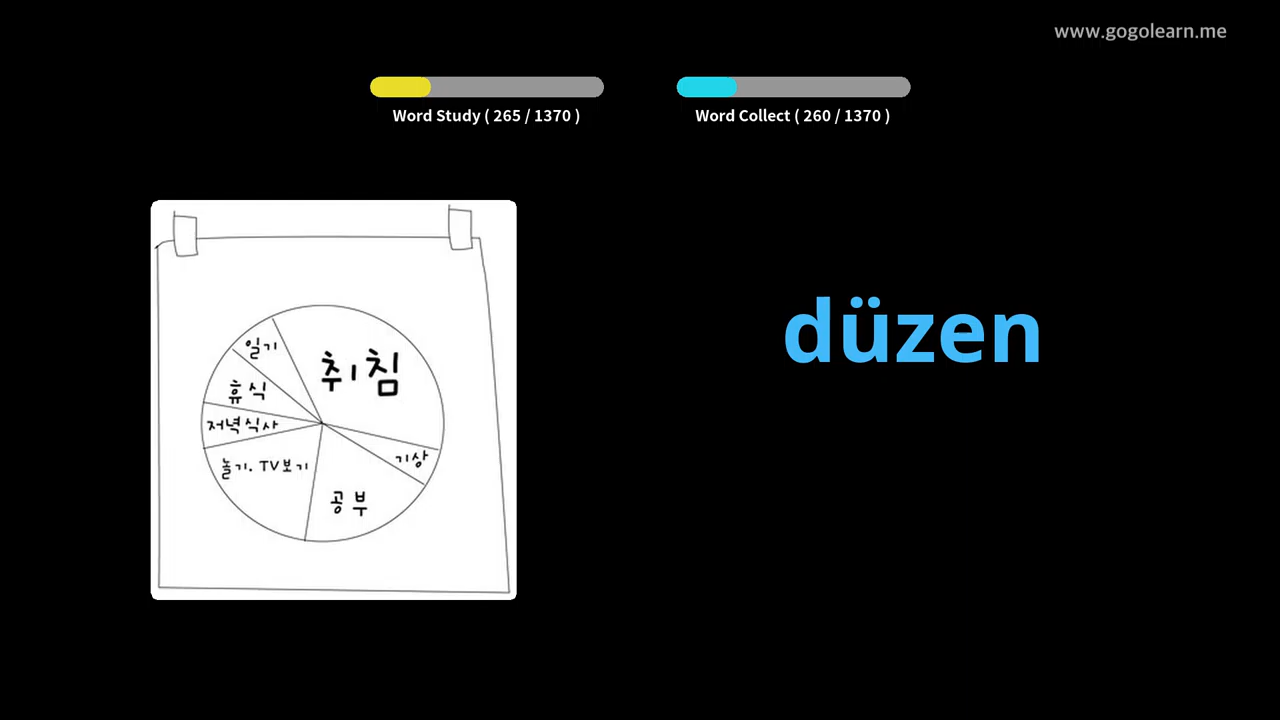 www.gogolearn.me
Word Study ( 265 / 1370 )
Word Collect ( 260 / 1370 )
düzen
일기
취침
휴식
저녁식사
놀기. TV보기
기상
공부